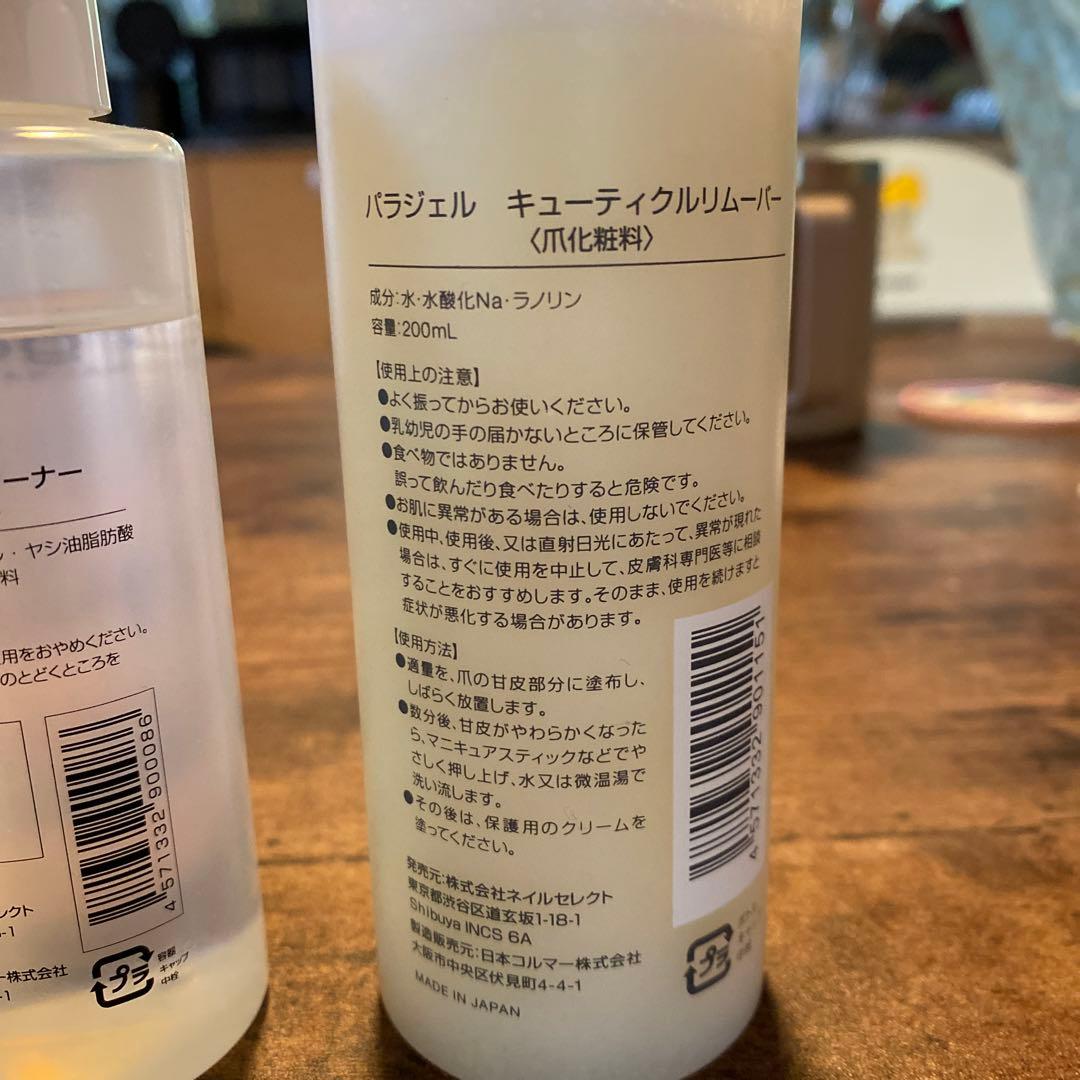 パラジェル　キューティクルリムーバー
〈爪化粧料〉
成分:水・水酸化Na・ラノリン
容量:200mL
【使用上の注意】
●よく振ってからお使いください。
●乳幼児の手の届かないところに保管してください。
●食べ物ではありません。
誤って飲んだり食べたりすると危険です。
●お肌に異常がある場合は、使用しないでください。
●使用中、使用後、又は直射日光にあたって、異常が現れた
場合は、すぐに使用を中止して、皮膚科専門医等に相談
することをおすすめします。そのまま、使用を続けますと
症状が悪化する場合があります。
【使用方法】
●適量を、爪の甘皮部分に塗布し、
しばらく放置します。
●数分後、甘皮がやわらかくなった
ら、マニキュアスティックなどでや
さしく押し上げ、水又は微温湯で
洗い流します。
●その後は、保護用のクリームを
塗ってください。
発売元:株式会社ネイルセレクト
東京都渋谷区道玄坂1-18-1
Shibuya INCS 6A
製造販売元:日本コルマー株式会社
大阪市中央区伏見町4-4-1
MADE IN JAPAN
4571332901151
プラ
ーナー
・ヤシ油脂肪酸
料
用をおやめください。
のとどくところを
4571332900086
セレクト
-1
マー株式会社
-1
プラ
容器
キャップ
中栓